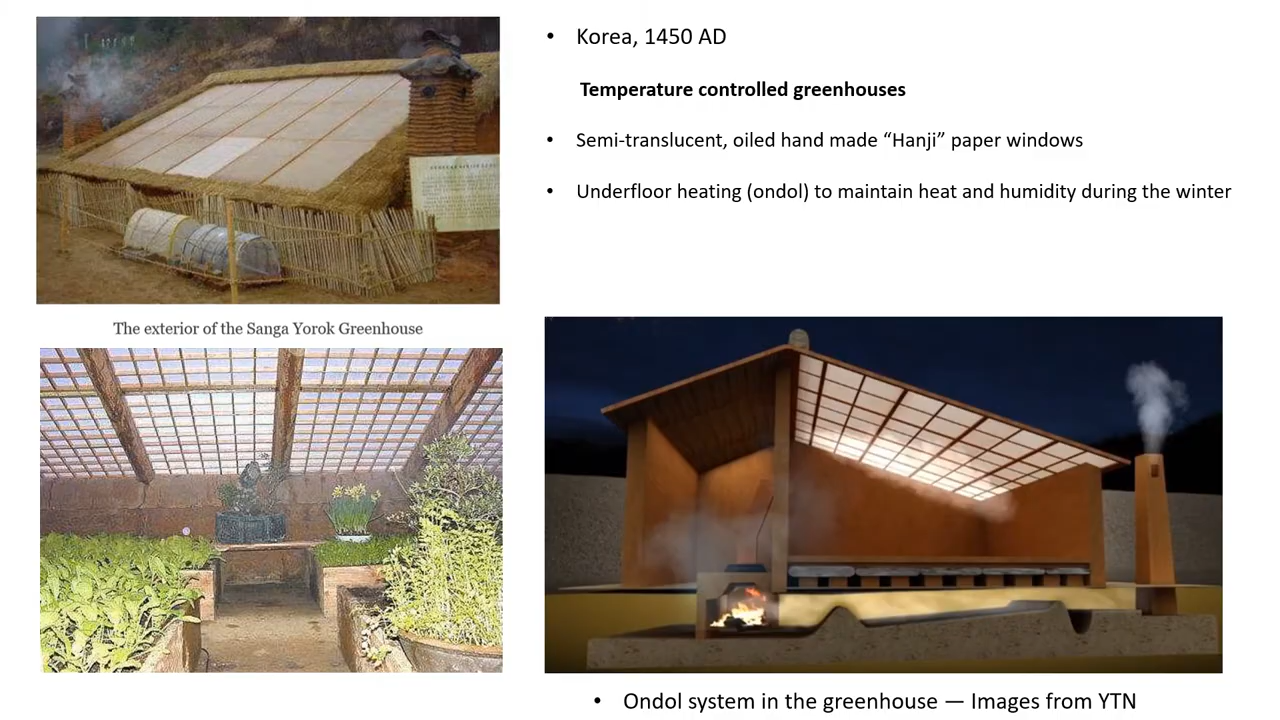 Korea, 1450 AD
Temperature controlled greenhouses
Semi-translucent, oiled hand made “Hanji” paper windows
Underfloor heating (ondol) to maintain heat and humidity during the winter
The exterior of the Sanga Yorok Greenhouse
Ondol system in the greenhouse — Images from YTN